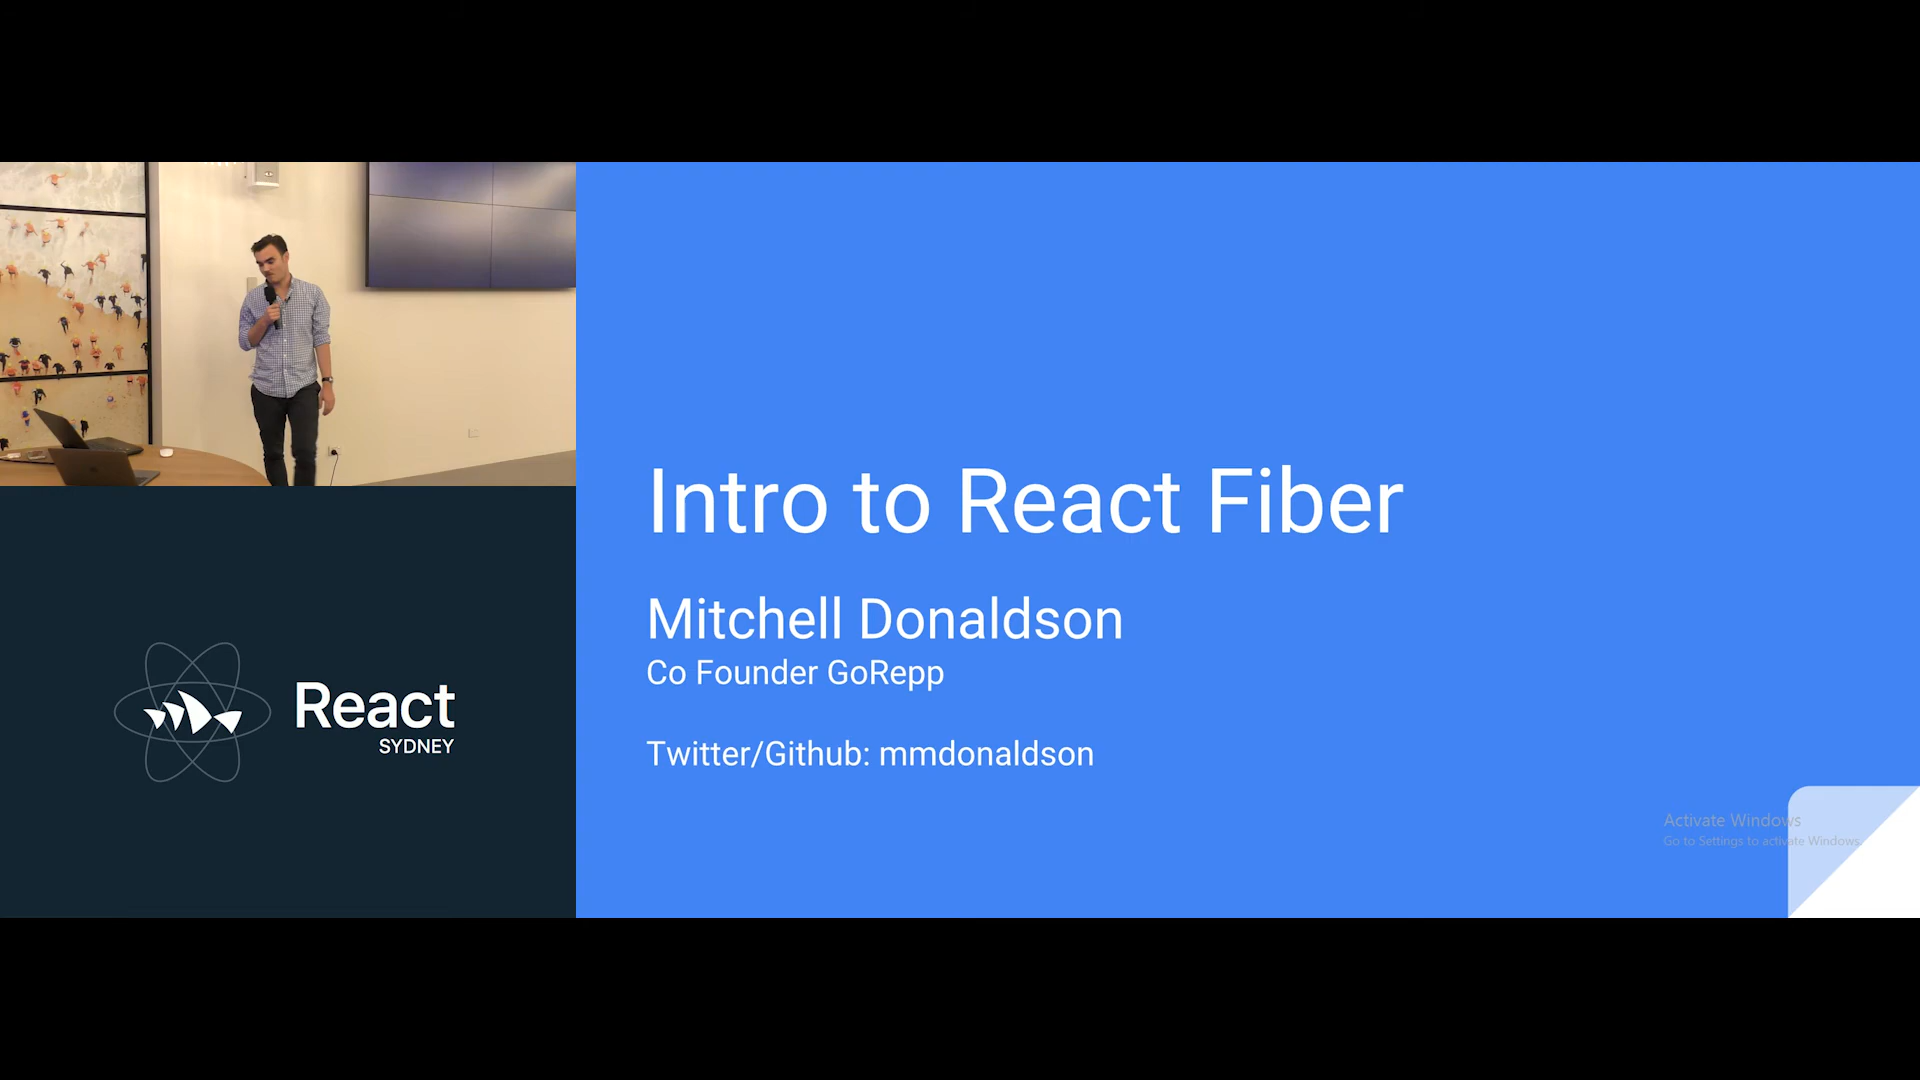 Intro to React Fiber
Mitchell Donaldson
Co Founder GoRepp
Twitter/Github: mmdonaldson
React
SYDNEY
Activate Windows
Go to Settings to activate Windows.